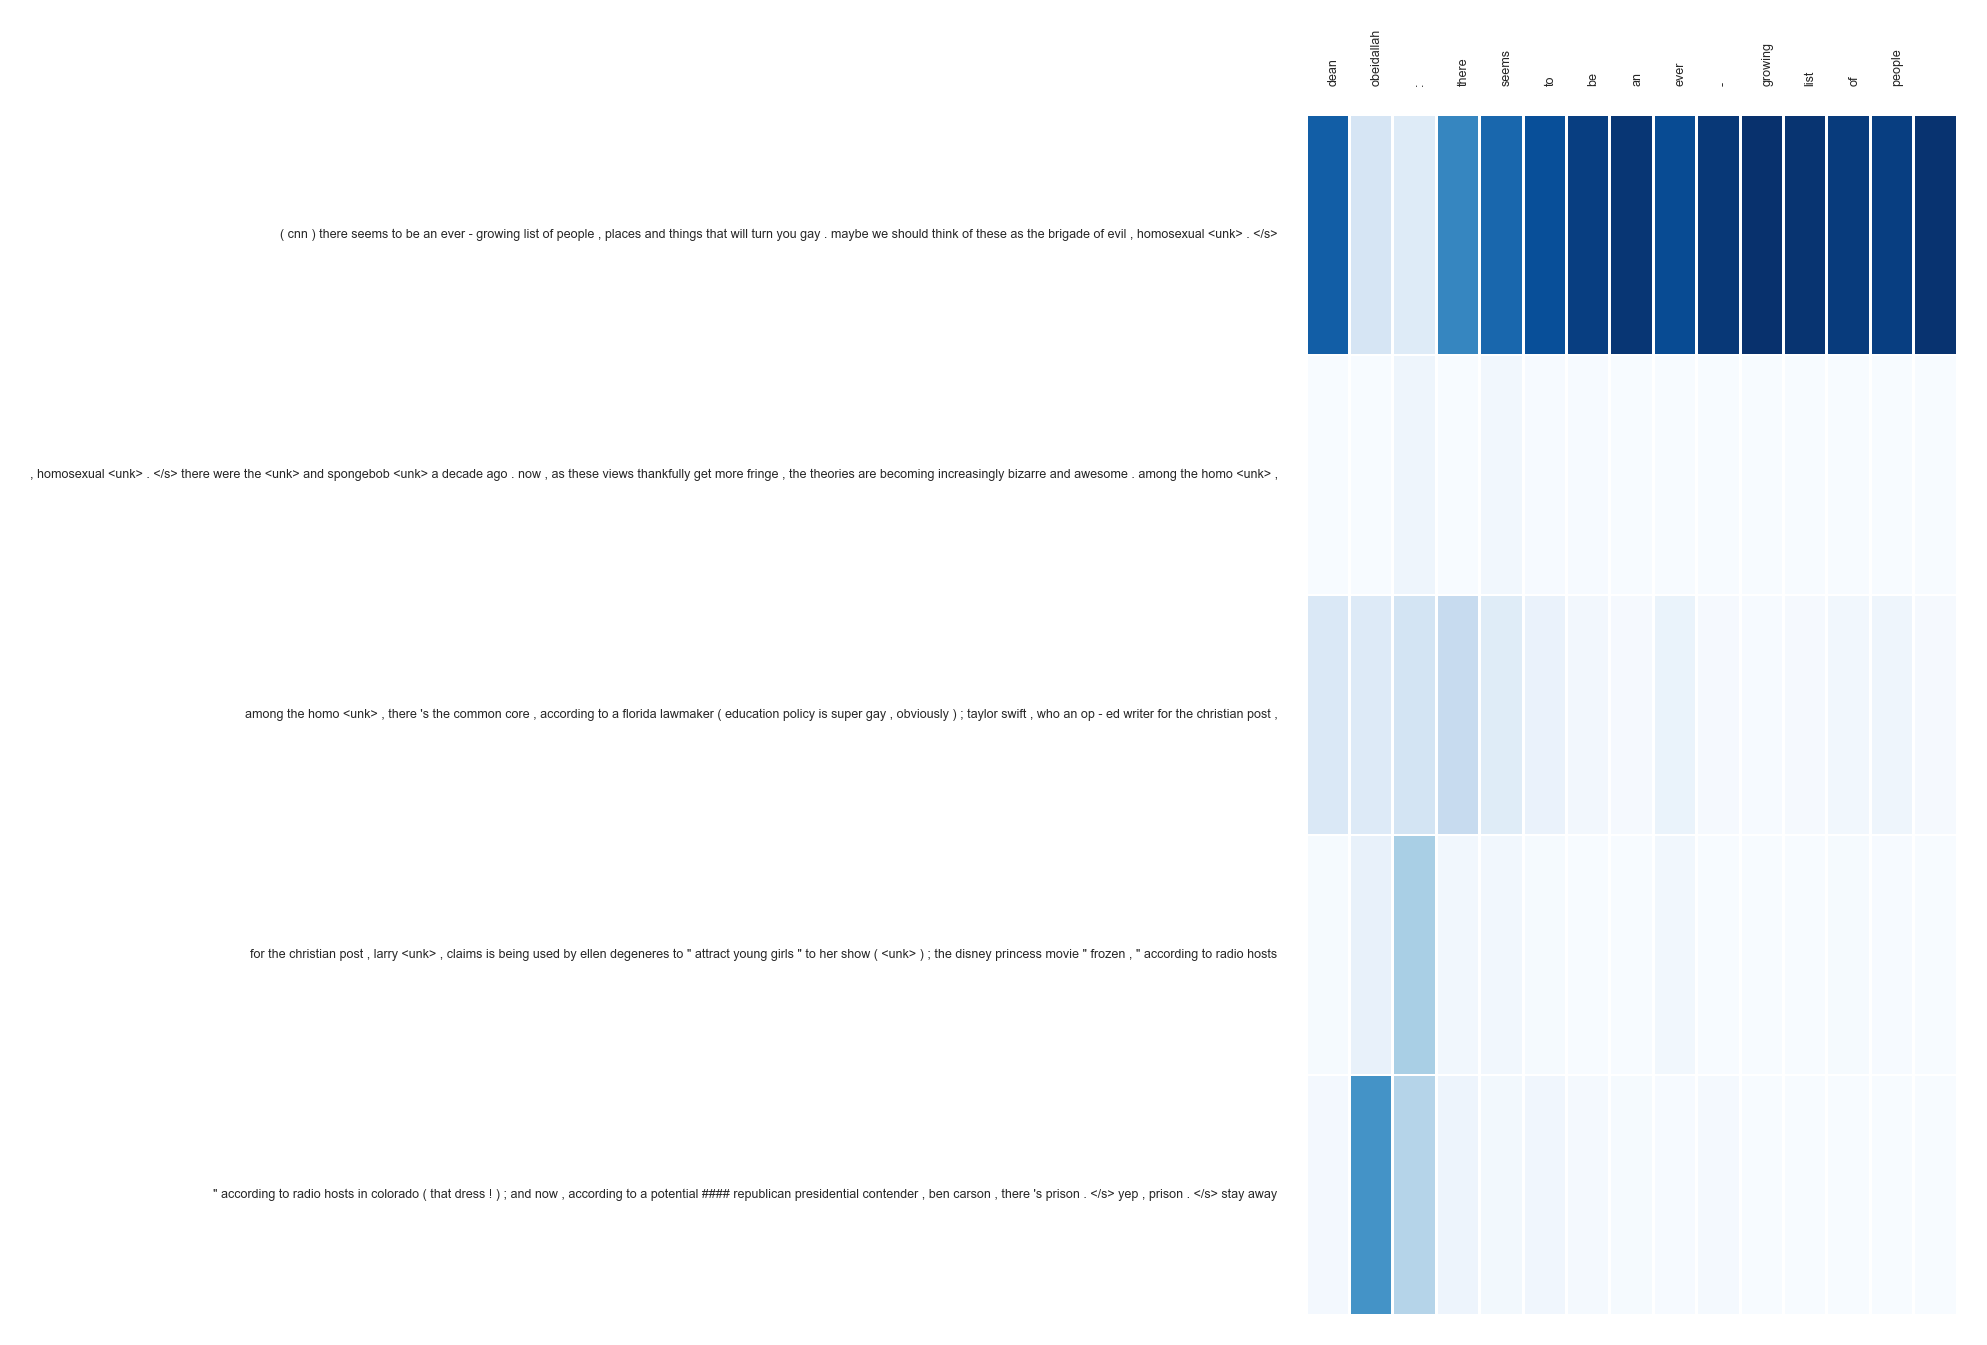 dean obeidallah : there seems to be an ever - growing list of people
( cnn ) there seems to be an ever - growing list of people , places and things that will turn you gay . maybe we should think of these as the brigade of evil , homosexual <unk> . </s>
, homosexual <unk> . </s> there were the <unk> and spongebob <unk> a decade ago . now , as these views thankfully get more fringe , the theories are becoming increasingly bizarre and awesome . among the homo <unk> ,
among the homo <unk> , there 's the common core , according to a florida lawmaker ( education policy is super gay , obviously ) ; taylor swift , who an op - ed writer for the christian post ,
for the christian post , larry <unk> , claims is being used by ellen degeneres to " attract young girls " to her show ( <unk> ) ; the disney princess movie " frozen , " according to radio hosts
" according to radio hosts in colorado ( that dress ! ) ; and now , according to a potential #### republican presidential contender , ben carson , there 's prison . </s> yep , prison . </s> stay away